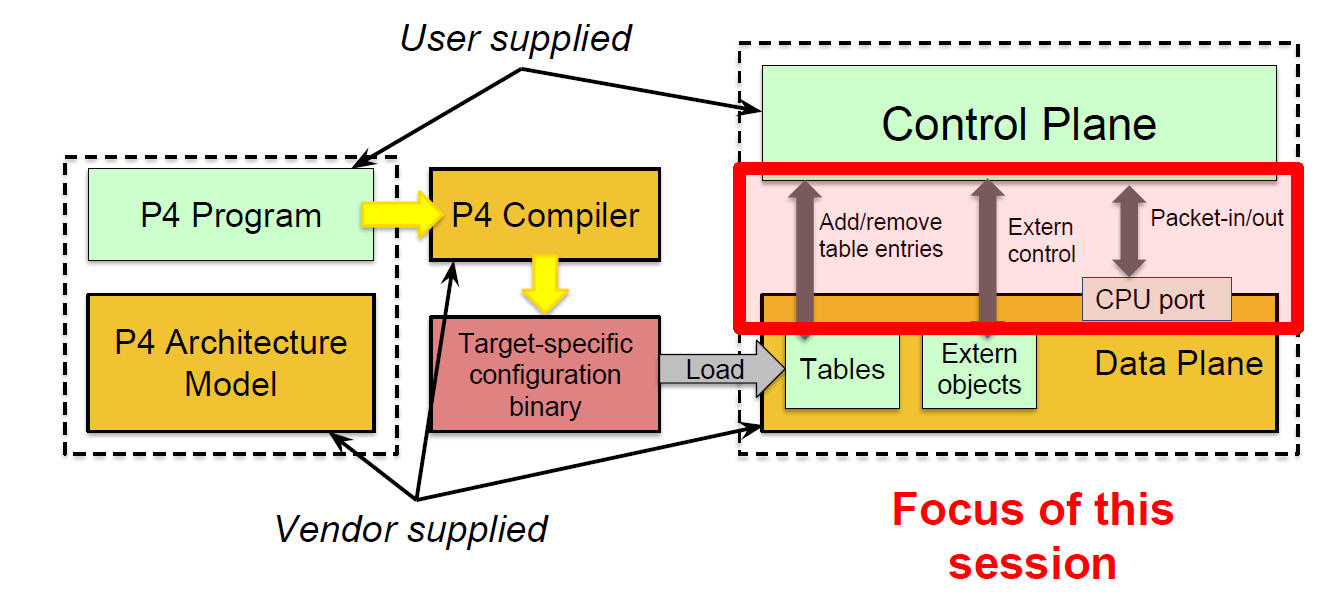 User supplied
Control Plane
P4 Program
P4 Compiler
Add/remove
table entries
Extern
control
Packet-in/out
CPU port
P4 Architecture
Model
Target-specific
configuration
binary
Load
Tables
Extern
objects
Data Plane
Vendor supplied
Focus of this
session